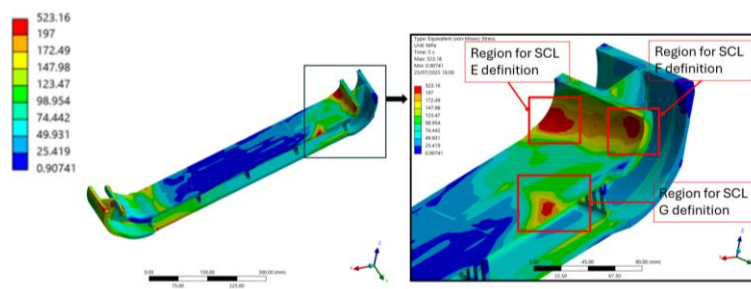 523.16
197
172.49
147.98
123.47
98.954
74.442
49.931
25.419
0.90741
0.00
150.00
300.00 (mm)
75.00
225.00
Type: Equivalent (von-Mises) Stress
Unit: MPa
Time: 3 s
Max: 523.16
Min: 0.90741
523.16
197
172.49
147.98
123.47
98.954
74.442
49.931
25.419
0.90741
Region for SCL
E definition
Region for SCL
F definition
Region for SCL
G definition
0.00
45.00
90.00 (mm)
22.50
67.50